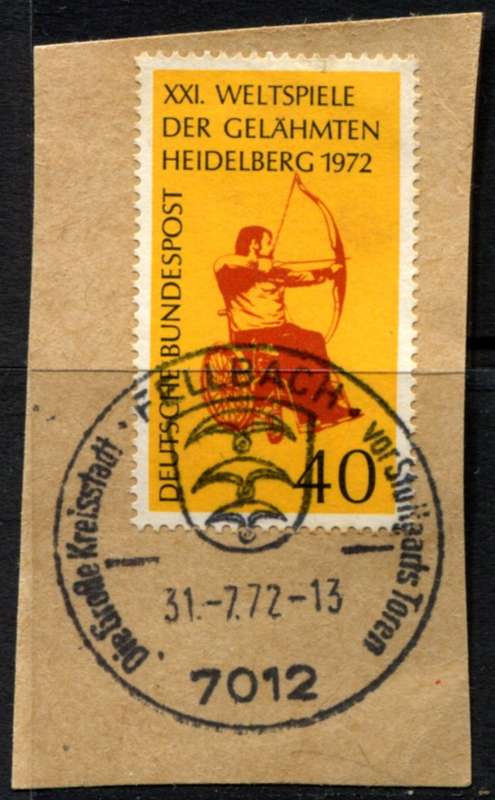 XXI. WELTSPIELE
DER GELÄHMTEN
HEIDELBERG 1972
DEUTSCHE BUNDESPOST
40
FELLBACH
Die Große Kreisstadt · vor Stuttgarts Toren
31.-7.72-13
7012